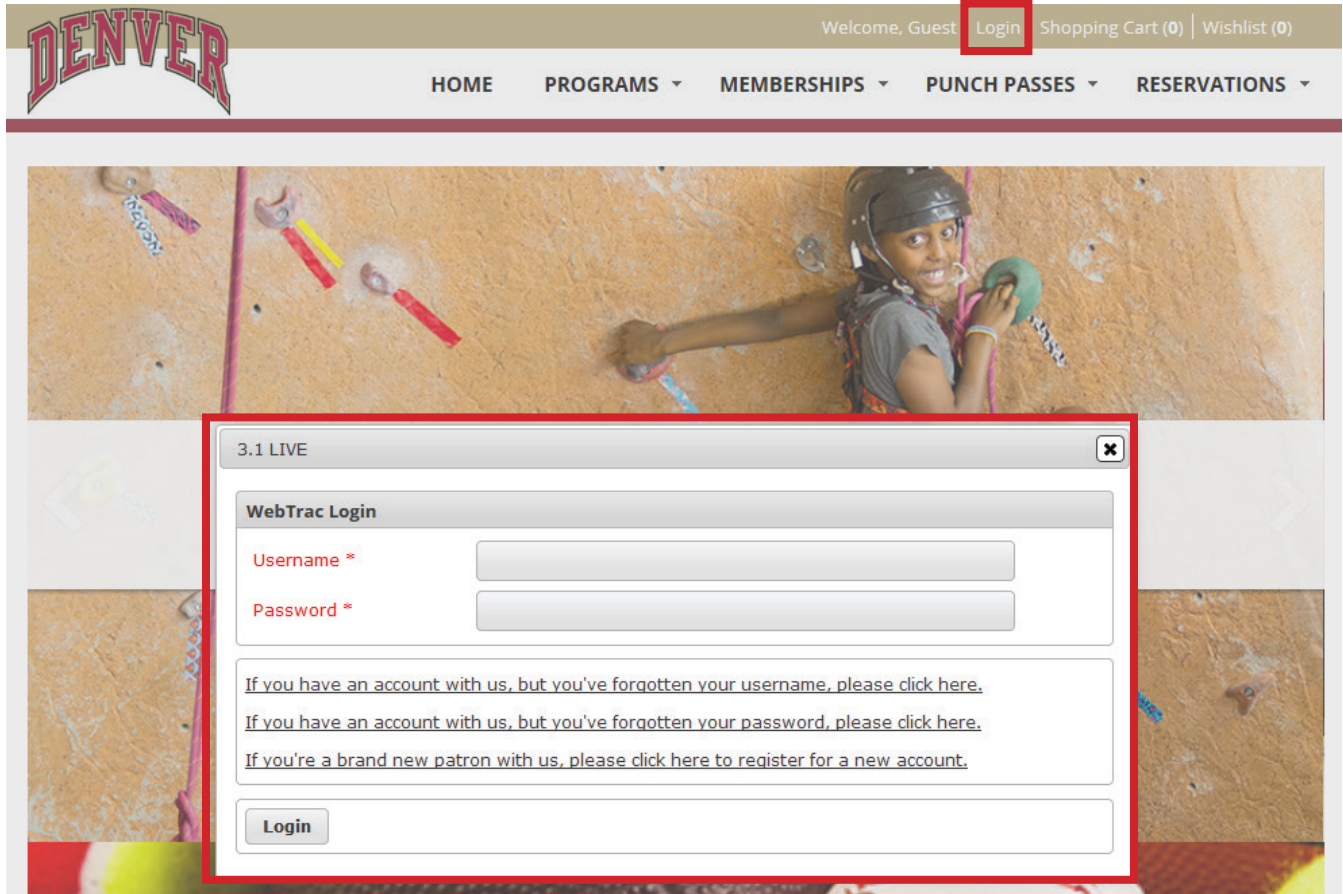 DENVER
Welcome, Guest Login Shopping Cart (0) Wishlist (0)
HOME PROGRAMS MEMBERSHIPS PUNCH PASSES RESERVATIONS
3.1 LIVE
WebTrac Login
Username *
Password *
If you have an account with us, but you've forgotten your username, please click here.
If you have an account with us, but you've forgotten your password, please click here.
If you're a brand new patron with us, please click here to register for a new account.
Login